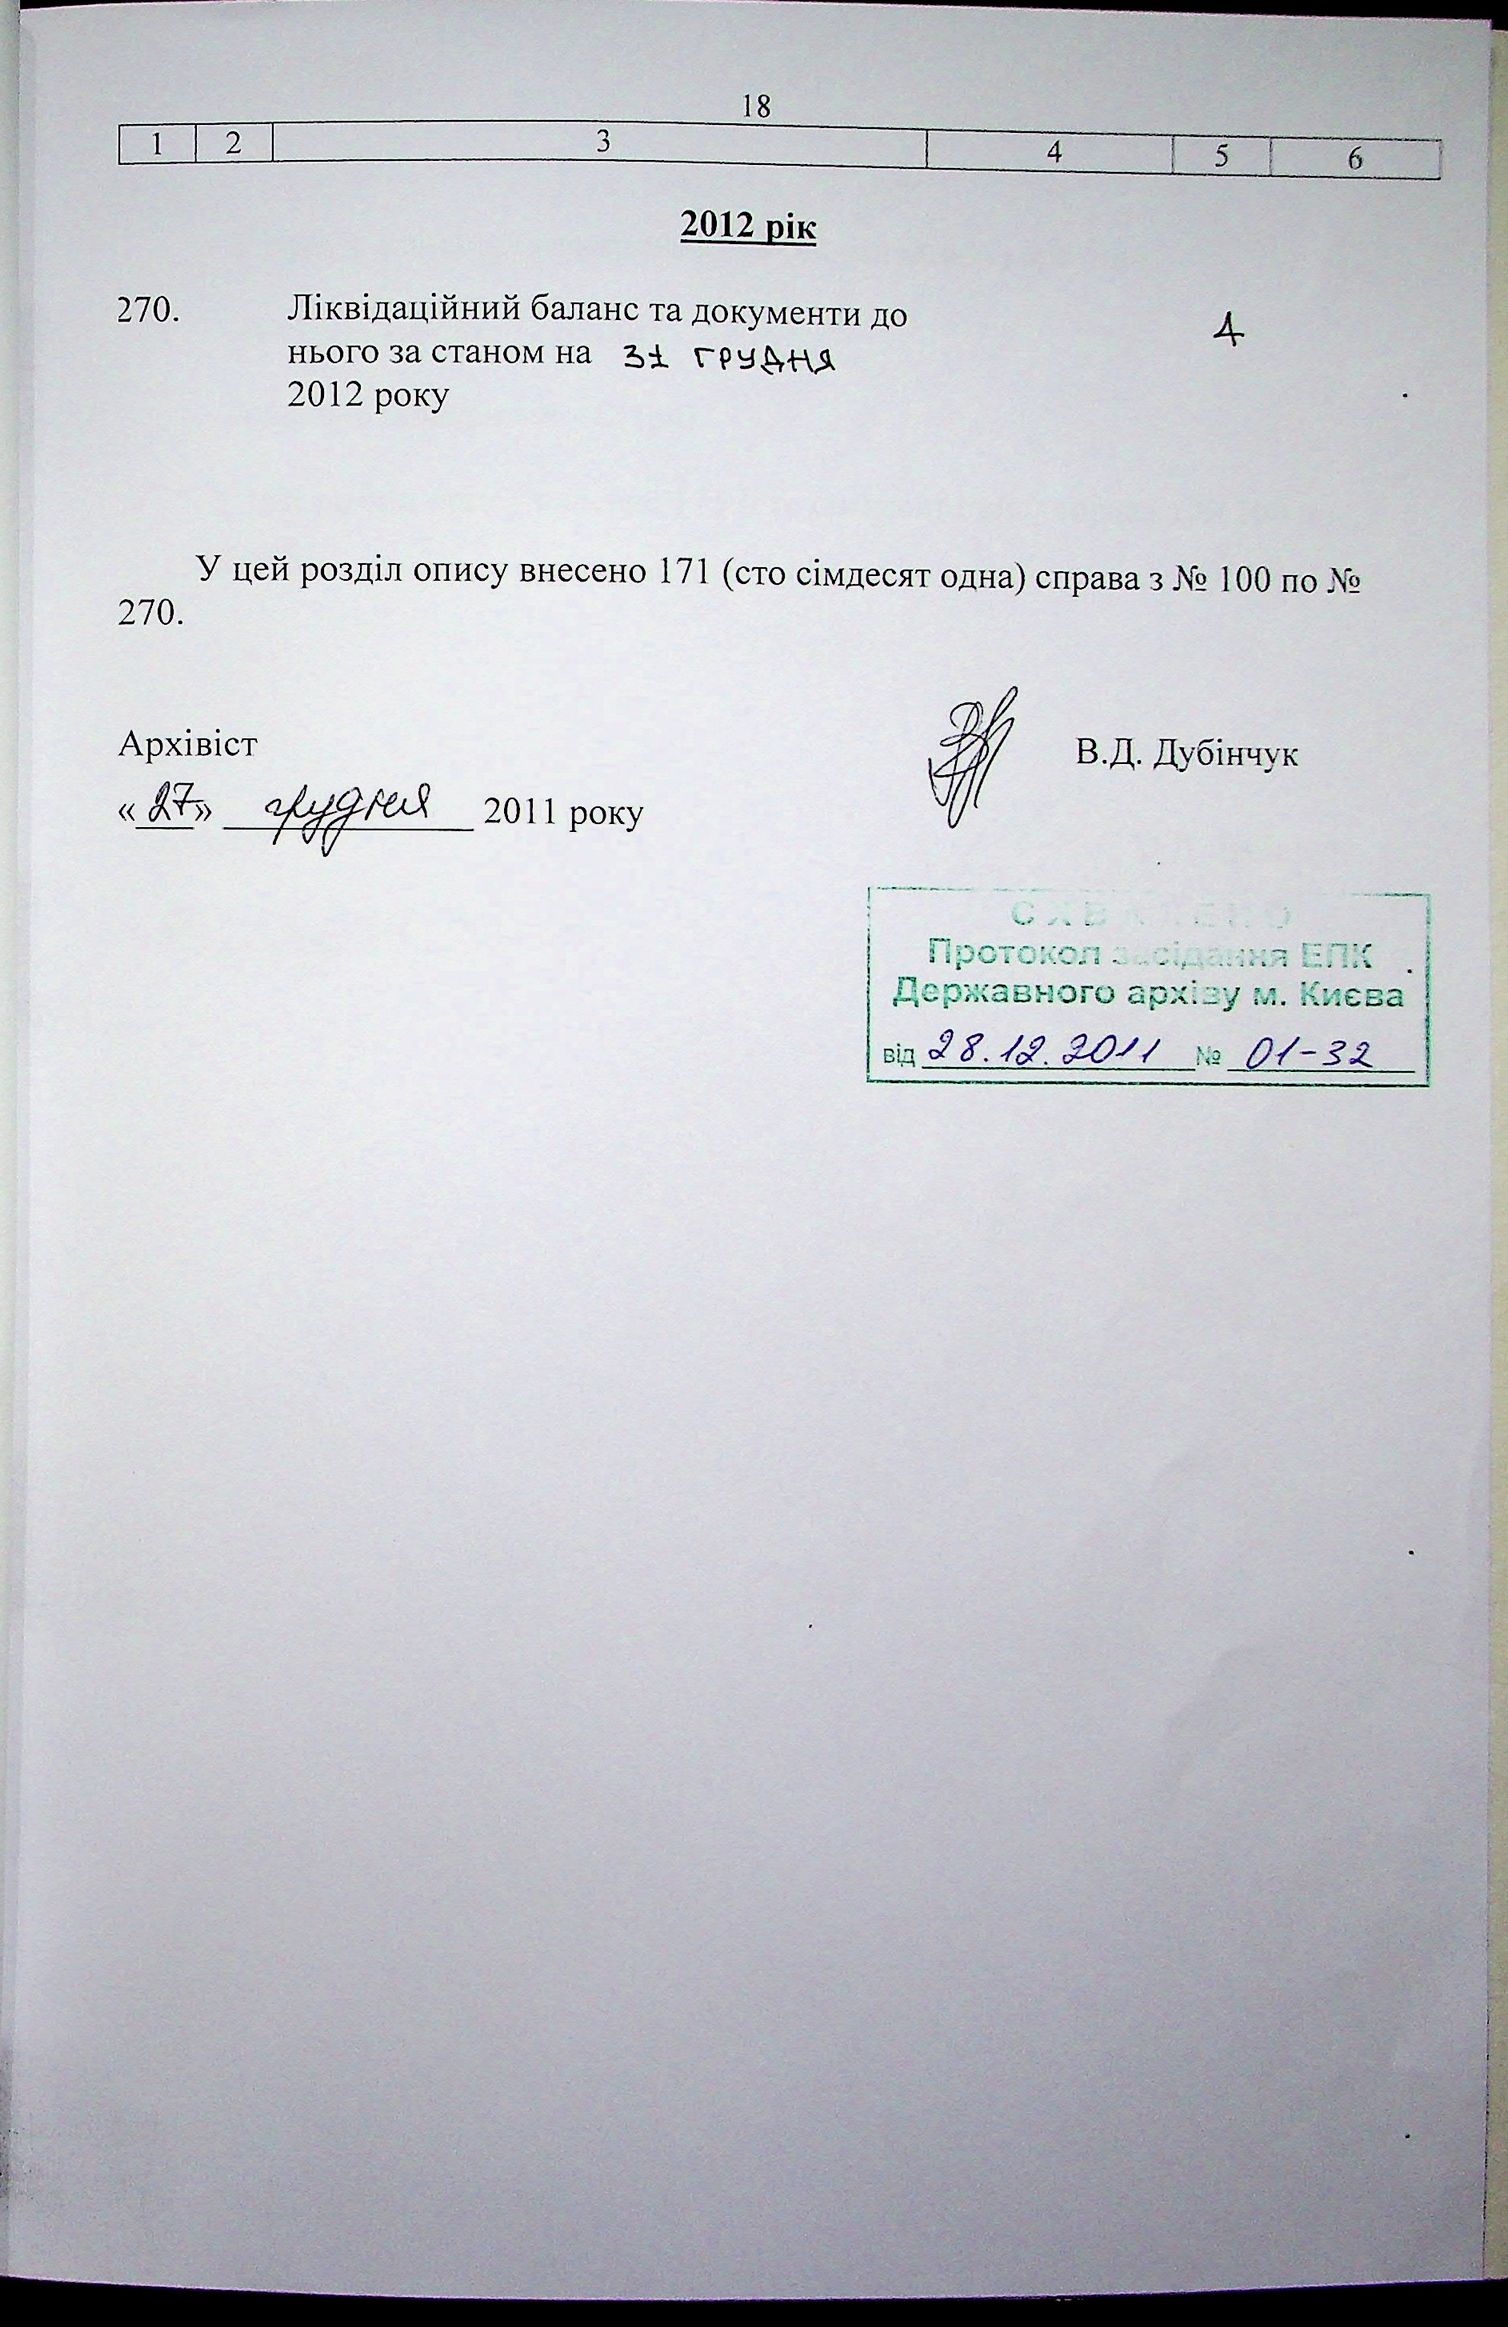 18
1 2 3 4 5 6
2012 рік
270. Ліквідаційний баланс та документи до 4
нього за станом на 31 грудня
2012 року
У цей розділ опису внесено 171 (сто сімдесят одна) справа з № 100 по №
270.
Архівіст В.Д. Дубінчук
«27» грудня 2011 року
СХВАЛЕНО
Протокол засідання ЕПК
Державного архіву м. Києва
від 28.12.2011 № 01-32